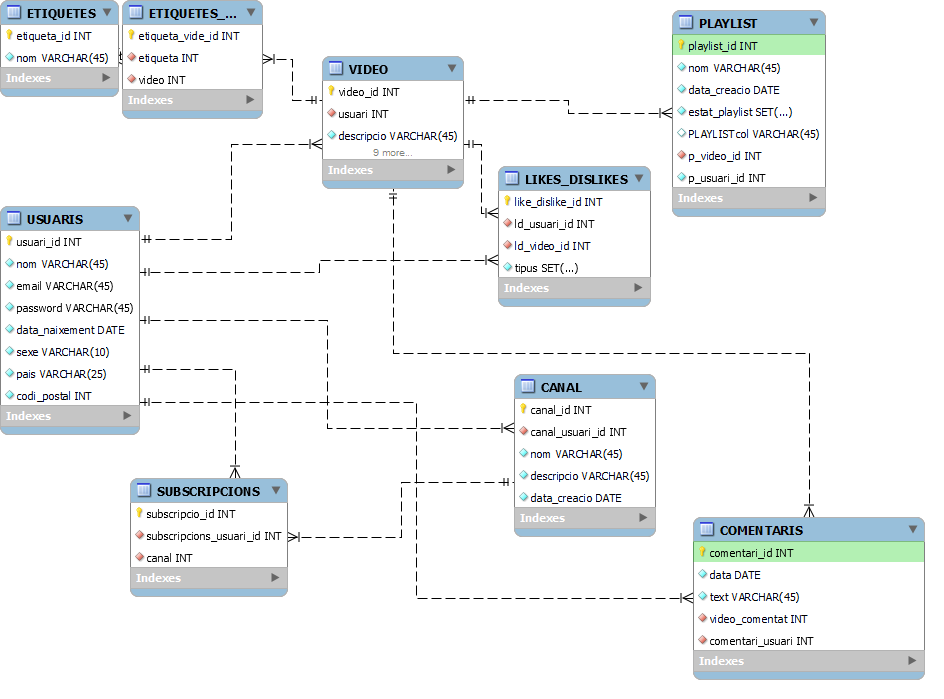 ETIQUETES
etiqueta_id INT
nom VARCHAR(45)
Indexes
ETIQUETES_...
etiqueta_vide_id INT
etiqueta INT
video INT
Indexes
VIDEO
video_id INT
usuari INT
descripcio VARCHAR(45)
9 more...
Indexes
PLAYLIST
playlist_id INT
nom VARCHAR(45)
data_creacio DATE
estat_playlist SET(...)
PLAYLISTcol VARCHAR(45)
p_video_id INT
p_usuari_id INT
Indexes
LIKES_DISLIKES
like_dislike_id INT
ld_usuari_id INT
ld_video_id INT
tipus SET(...)
Indexes
USUARIS
usuari_id INT
nom VARCHAR(45)
email VARCHAR(45)
password VARCHAR(45)
data_naixement DATE
sexe VARCHAR(10)
pais VARCHAR(25)
codi_postal INT
Indexes
CANAL
canal_id INT
canal_usuari_id INT
nom VARCHAR(45)
descripcio VARCHAR(45)
data_creacio DATE
Indexes
SUBSCRIPCIONS
subscripcio_id INT
subscripcions_usuari_id INT
canal INT
Indexes
COMENTARIS
comentari_id INT
data DATE
text VARCHAR(45)
video_comentat INT
comentari_usuari INT
Indexes